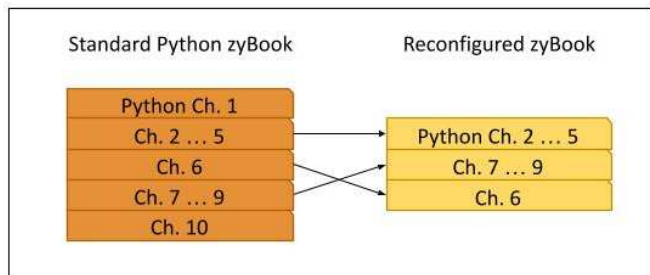 Standard Python zyBook
Reconfigured zyBook
Python Ch. 1
Ch. 2 ... 5
Ch. 6
Ch. 7 ... 9
Ch. 10
Python Ch. 2 ... 5
Ch. 7 ... 9
Ch. 6